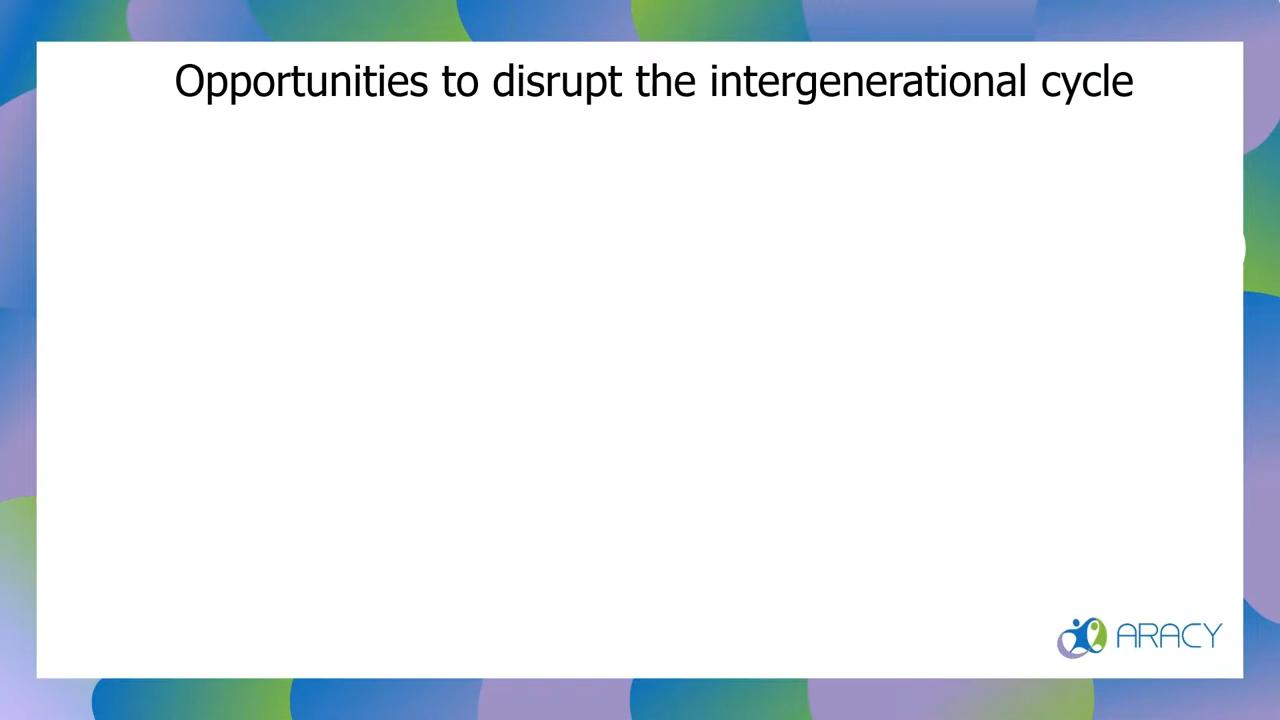 Opportunities to disrupt the intergenerational cycle
ARACY